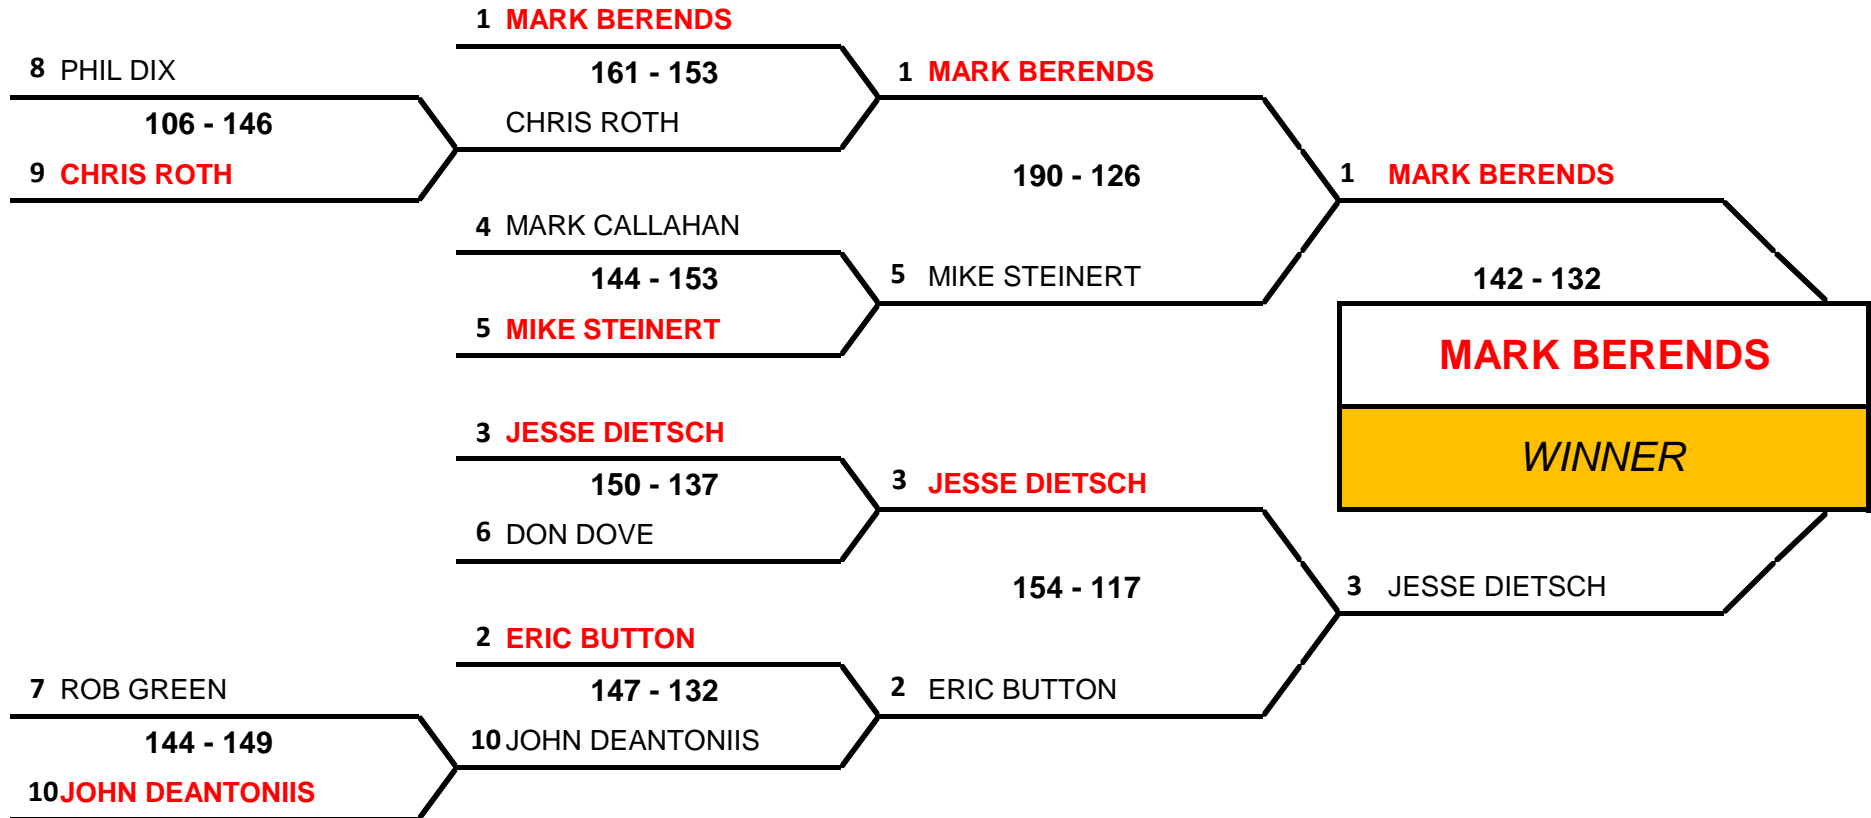 1 MARK BERENDS
8 PHIL DIX
161 - 153
1 MARK BERENDS
106 - 146
CHRIS ROTH
9 CHRIS ROTH
190 - 126
1 MARK BERENDS
4 MARK CALLAHAN
144 - 153
5 MIKE STEINERT
142 - 132
5 MIKE STEINERT
MARK BERENDS
3 JESSE DIETSCH
WINNER
150 - 137
3 JESSE DIETSCH
6 DON DOVE
154 - 117
3 JESSE DIETSCH
2 ERIC BUTTON
7 ROB GREEN
147 - 132
2 ERIC BUTTON
144 - 149
10 JOHN DEANTONIIS
10 JOHN DEANTONIIS